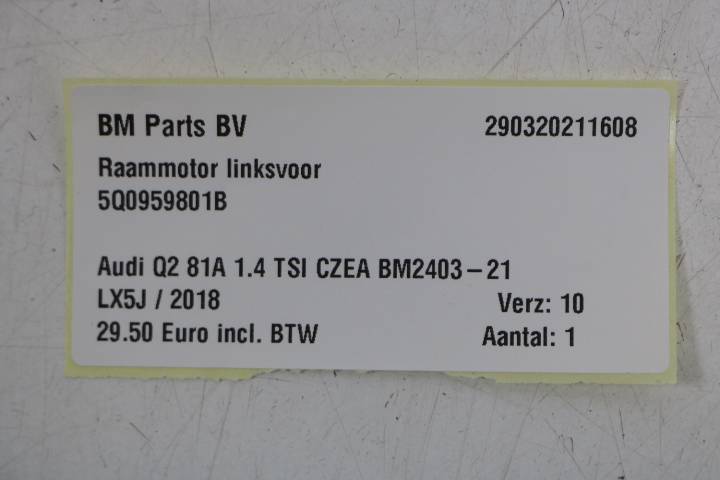 BM Parts BV 290320211608
Raammotor linksvoor
5Q0959801B
Audi Q2 81A 1.4 TSI CZEA BM2403-21
LX5J / 2018 Verz: 10
29.50 Euro incl. BTW Aantal: 1